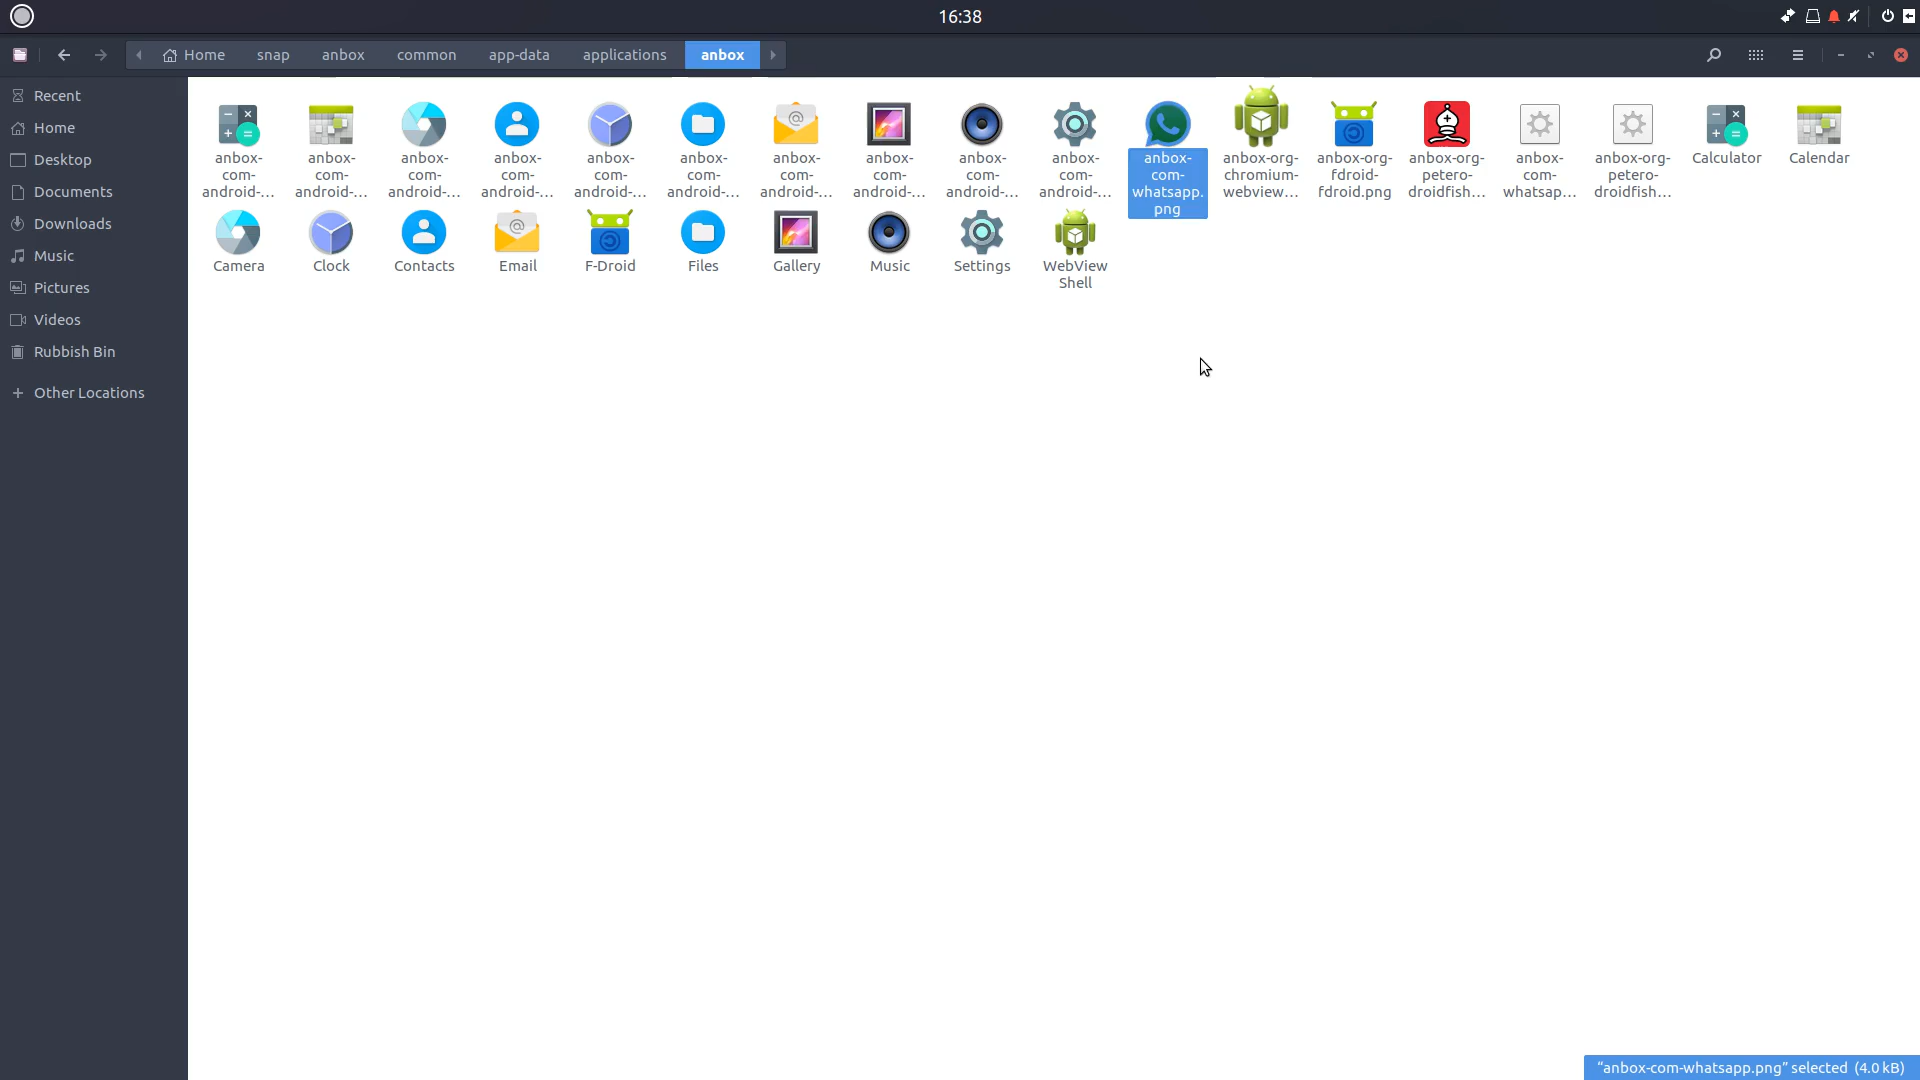 16:38
Home snap anbox common app-data applications anbox
Recent
Home
Desktop
Documents
Downloads
Music
Pictures
Videos
Rubbish Bin
Other Locations
anbox-
com-
android-...
anbox-
com-
android-...
anbox-
com-
android-...
anbox-
com-
android-...
anbox-
com-
android-...
anbox-
com-
android-...
anbox-
com-
android-...
anbox-
com-
android-...
anbox-
com-
android-...
anbox-
com-
android-...
anbox-
com-
whatsapp.
png
anbox-org-
chromium-
webview...
anbox-org-
fdroid-
fdroid.png
anbox-org-
petero-
droidfish...
anbox-
com-
whatsap...
anbox-org-
petero-
droidfish...
Calculator
Calendar
Camera
Clock
Contacts
Email
F-Droid
Files
Gallery
Music
Settings
WebView
Shell
“anbox-com-whatsapp.png” selected (4.0 kB)